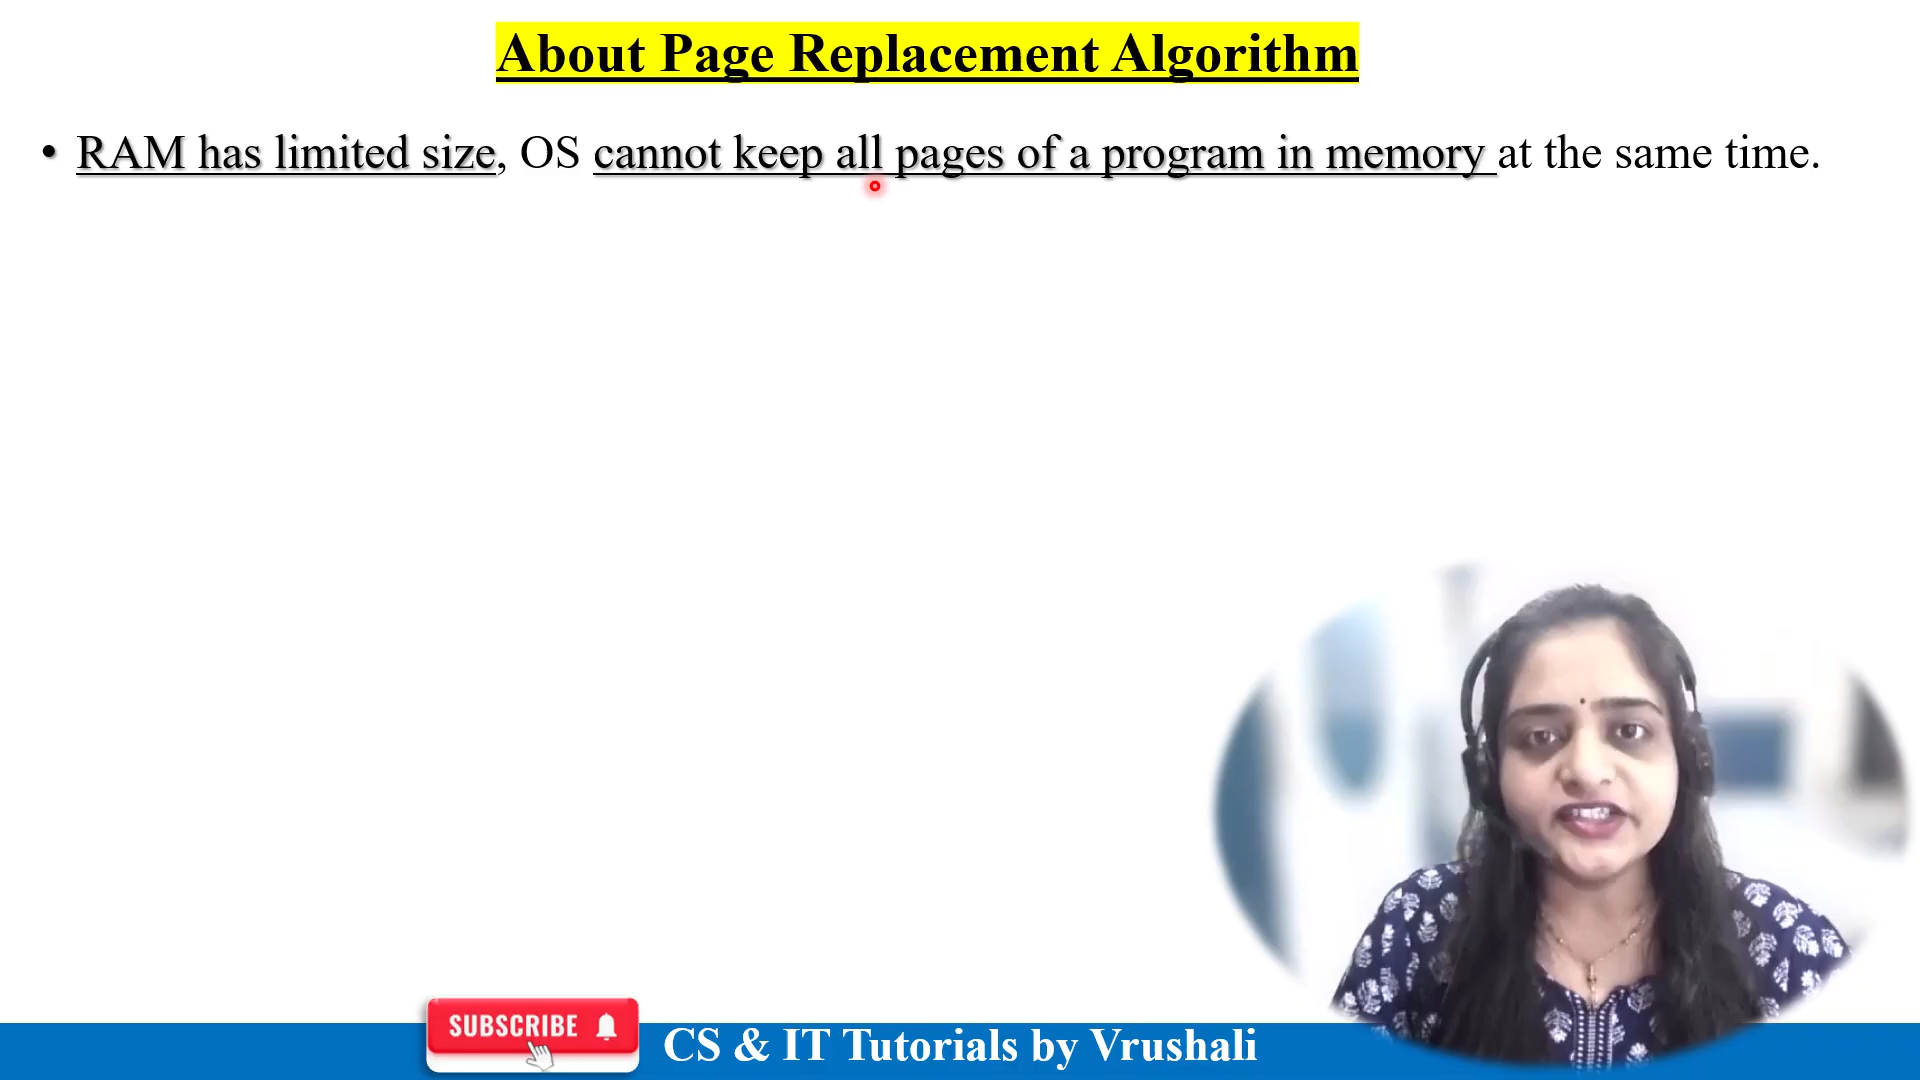 About Page Replacement Algorithm
• RAM has limited size, OS cannot keep all pages of a program in memory at the same time.
SUBSCRIBE
CS & IT Tutorials by Vrushali